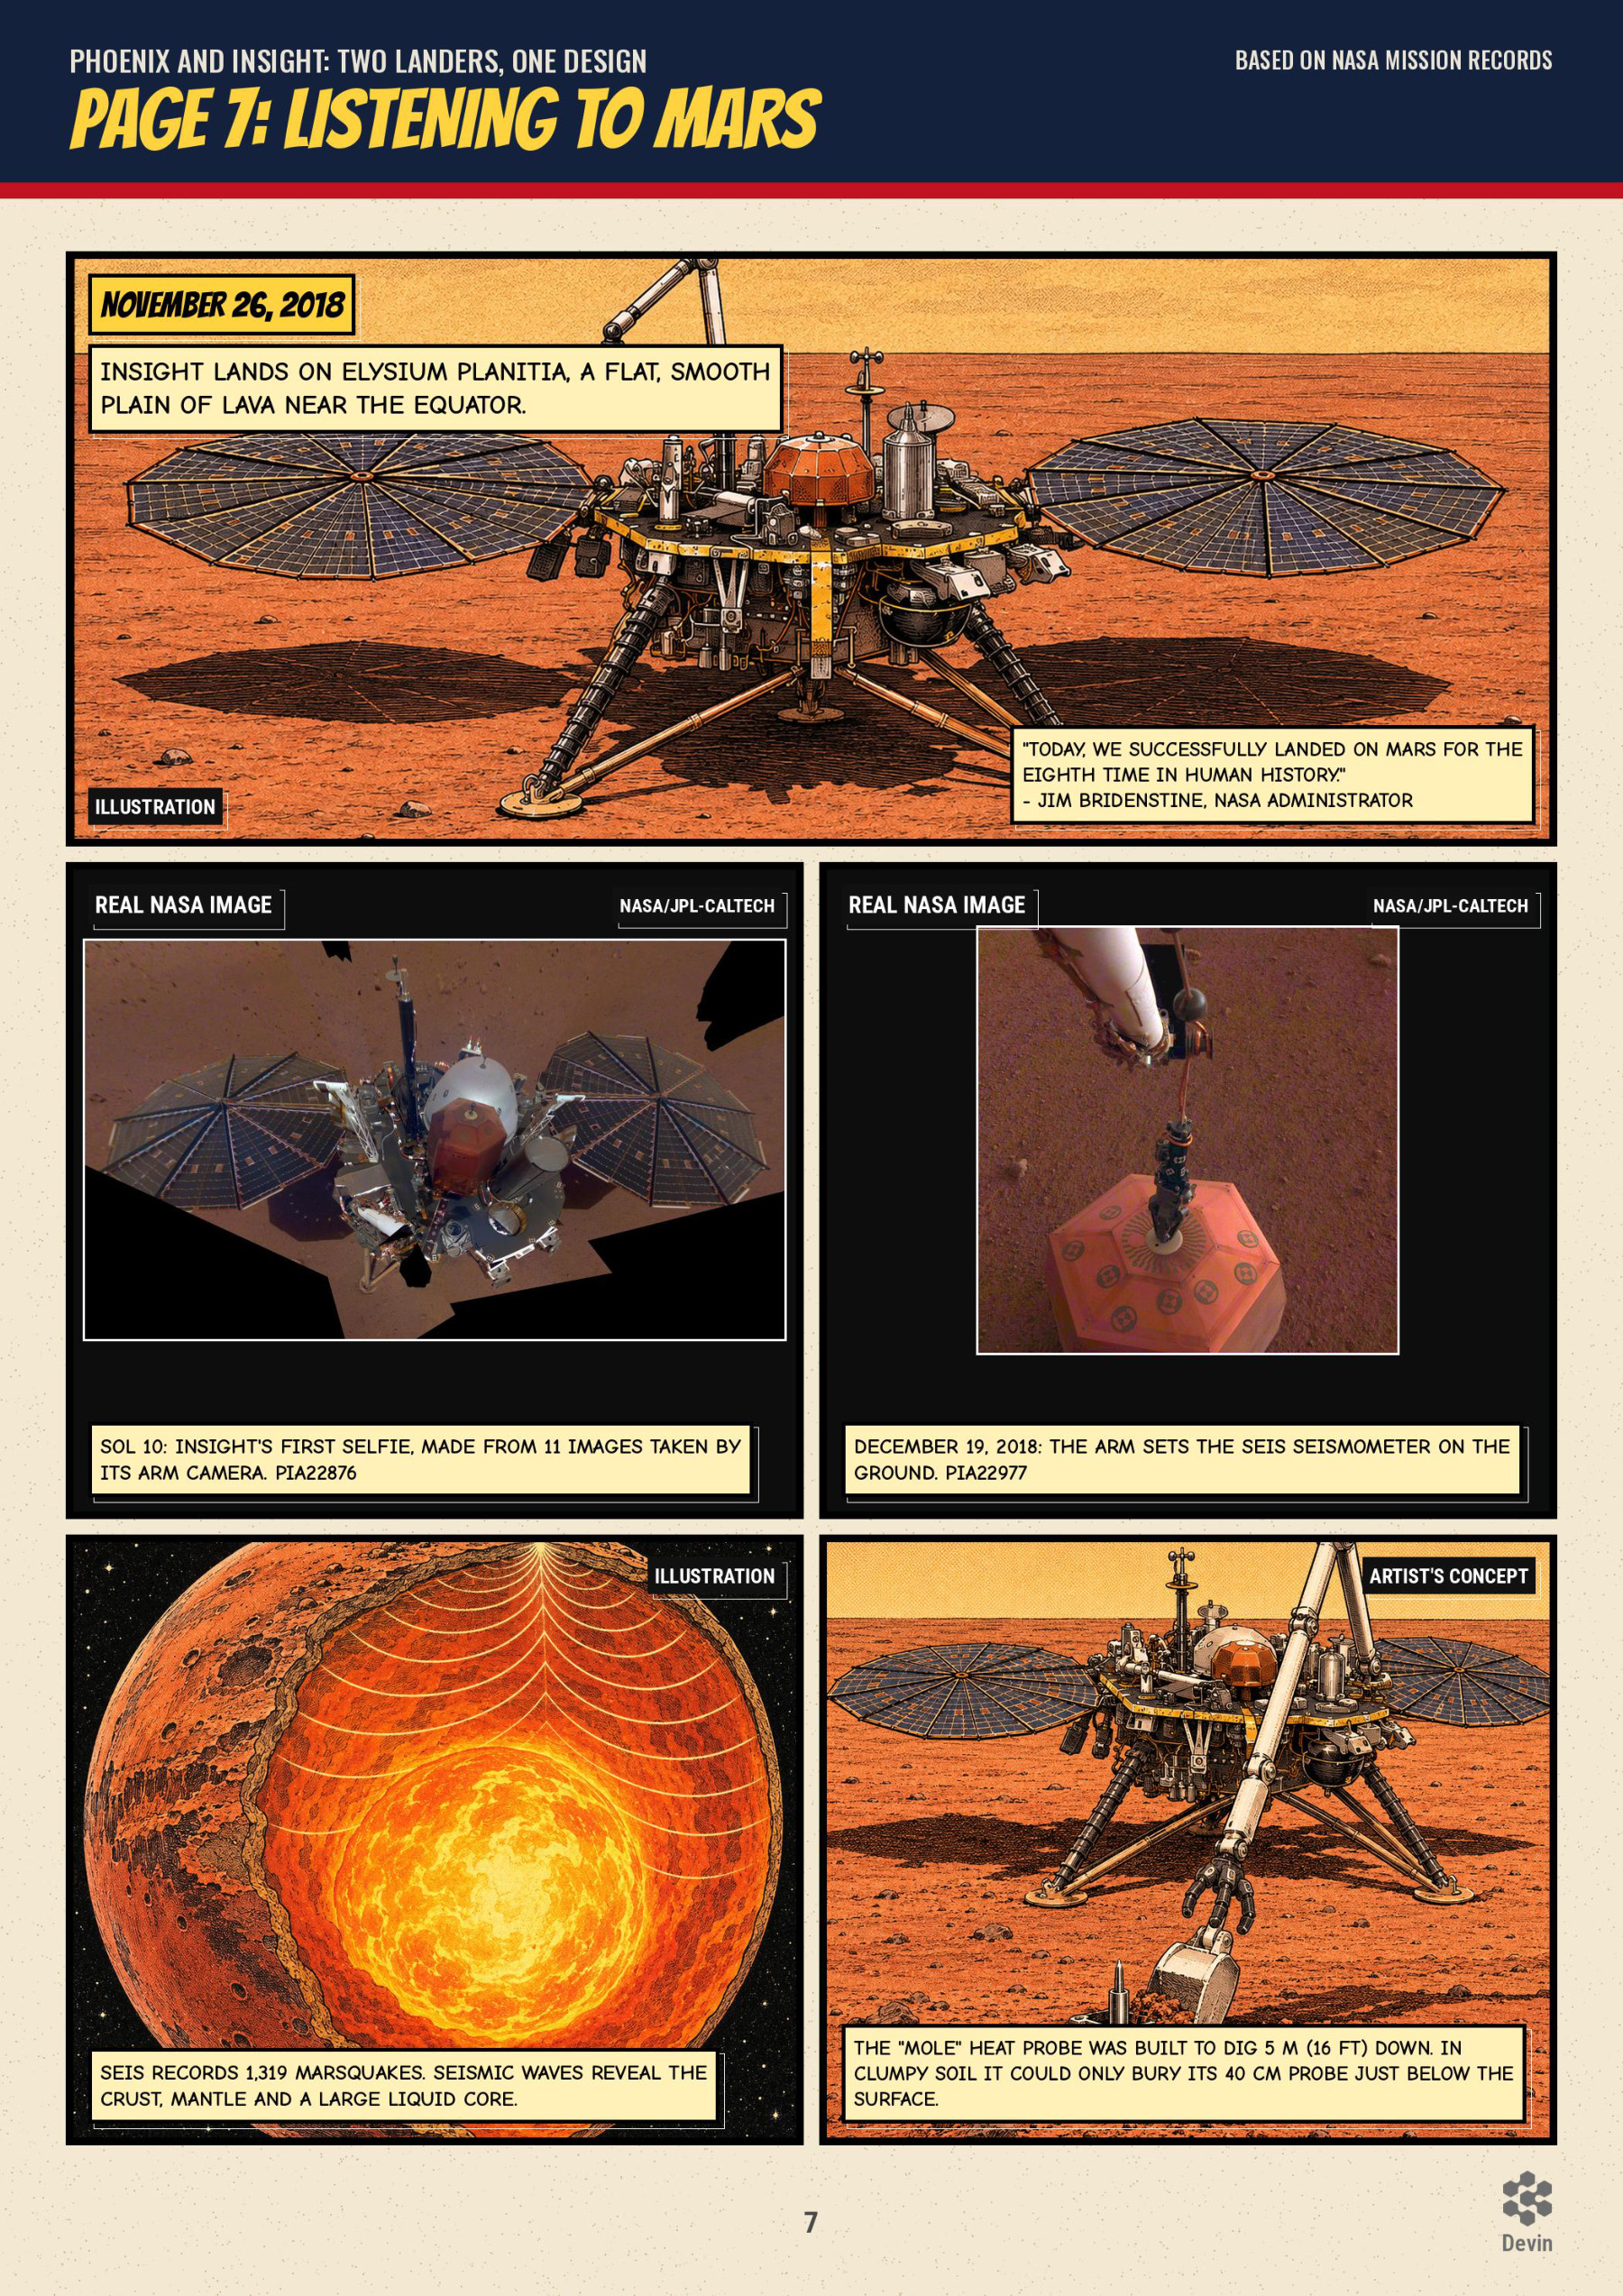 PHOENIX AND INSIGHT: TWO LANDERS, ONE DESIGN
BASED ON NASA MISSION RECORDS
PAGE 7: LISTENING TO MARS
NOVEMBER 26, 2018
INSIGHT LANDS ON ELYSIUM PLANITIA, A FLAT, SMOOTH
PLAIN OF LAVA NEAR THE EQUATOR.
"TODAY, WE SUCCESSFULLY LANDED ON MARS FOR THE
EIGHTH TIME IN HUMAN HISTORY."
- JIM BRIDENSTINE, NASA ADMINISTRATOR
ILLUSTRATION
REAL NASA IMAGE
NASA/JPL-CALTECH
SOL 10: INSIGHT'S FIRST SELFIE, MADE FROM 11 IMAGES TAKEN BY
ITS ARM CAMERA. PIA22876
REAL NASA IMAGE
NASA/JPL-CALTECH
DECEMBER 19, 2018: THE ARM SETS THE SEIS SEISMOMETER ON THE
GROUND. PIA22977
ILLUSTRATION
SEIS RECORDS 1,319 MARSQUAKES. SEISMIC WAVES REVEAL THE
CRUST, MANTLE AND A LARGE LIQUID CORE.
ARTIST'S CONCEPT
THE "MOLE" HEAT PROBE WAS BUILT TO DIG 5 M (16 FT) DOWN. IN
CLUMPY SOIL IT COULD ONLY BURY ITS 40 CM PROBE JUST BELOW THE
SURFACE.
7
Devin